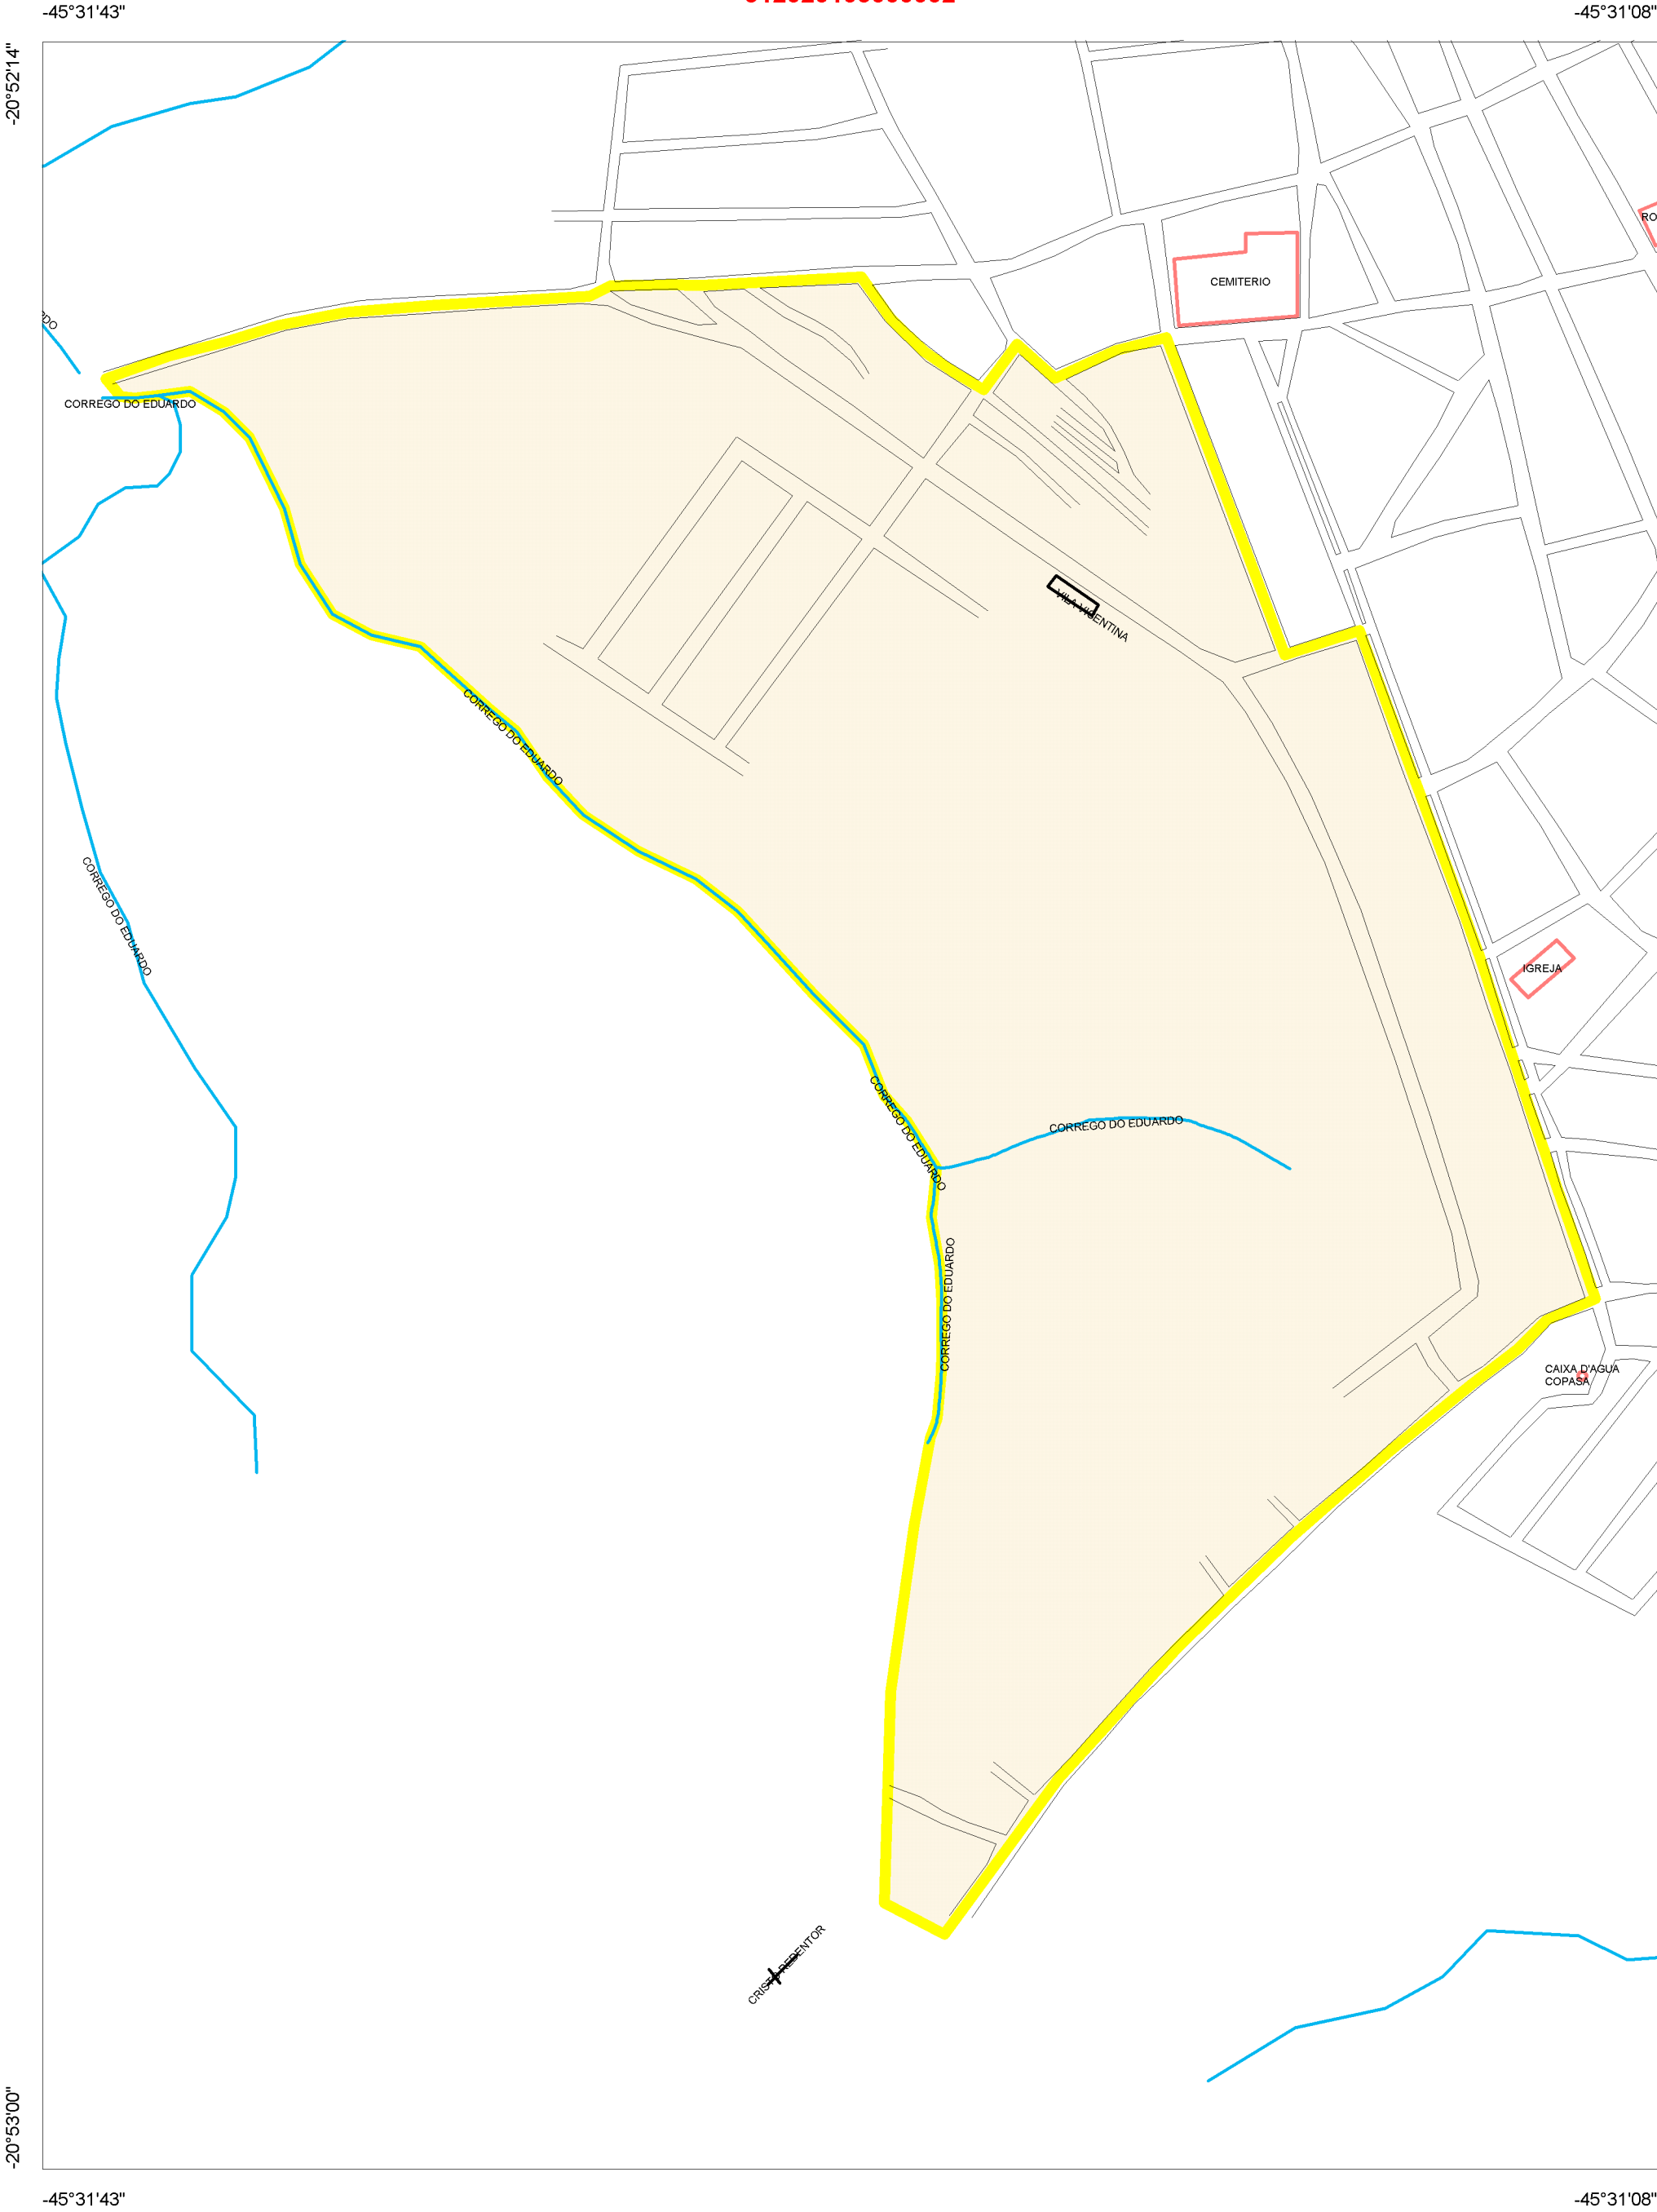 -45°31'43"
-45°31'08"
-20°52'14"
CEMITERIO
CORREGO DO EDUARDO
VILA VICENTINA
CORREGO DO EDUARDO
CORREGO DO EDUARDO
IGREJA
CORREGO DO EDUARDO
CORREGO DO EDUARDO
CORREGO DO EDUARDO
CAIXA D'AGUA
COPASA
CRISTO REDENTOR
-20°53'00"
-45°31'43"
-45°31'08"